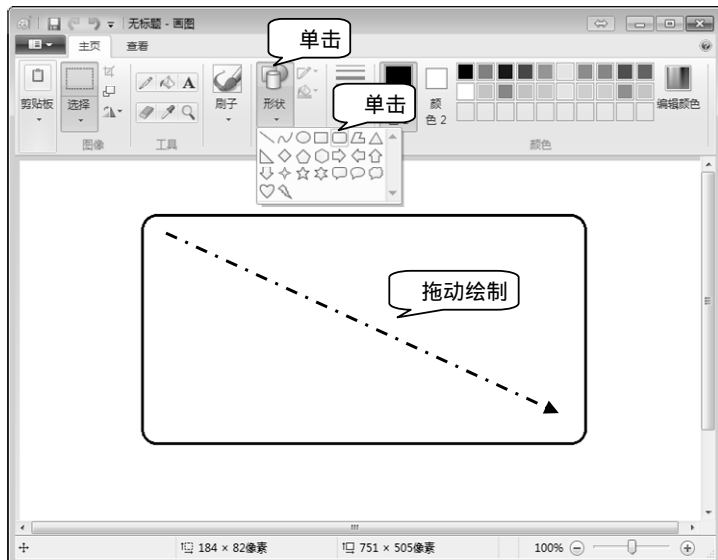 无标题 - 画图
主页 查看
单击
剪贴板
选择
A
刷子
形状
单击
颜
色 2
编辑颜色
图像
工具
颜色
拖动绘制
184 × 82像素
751 × 505像素
100%